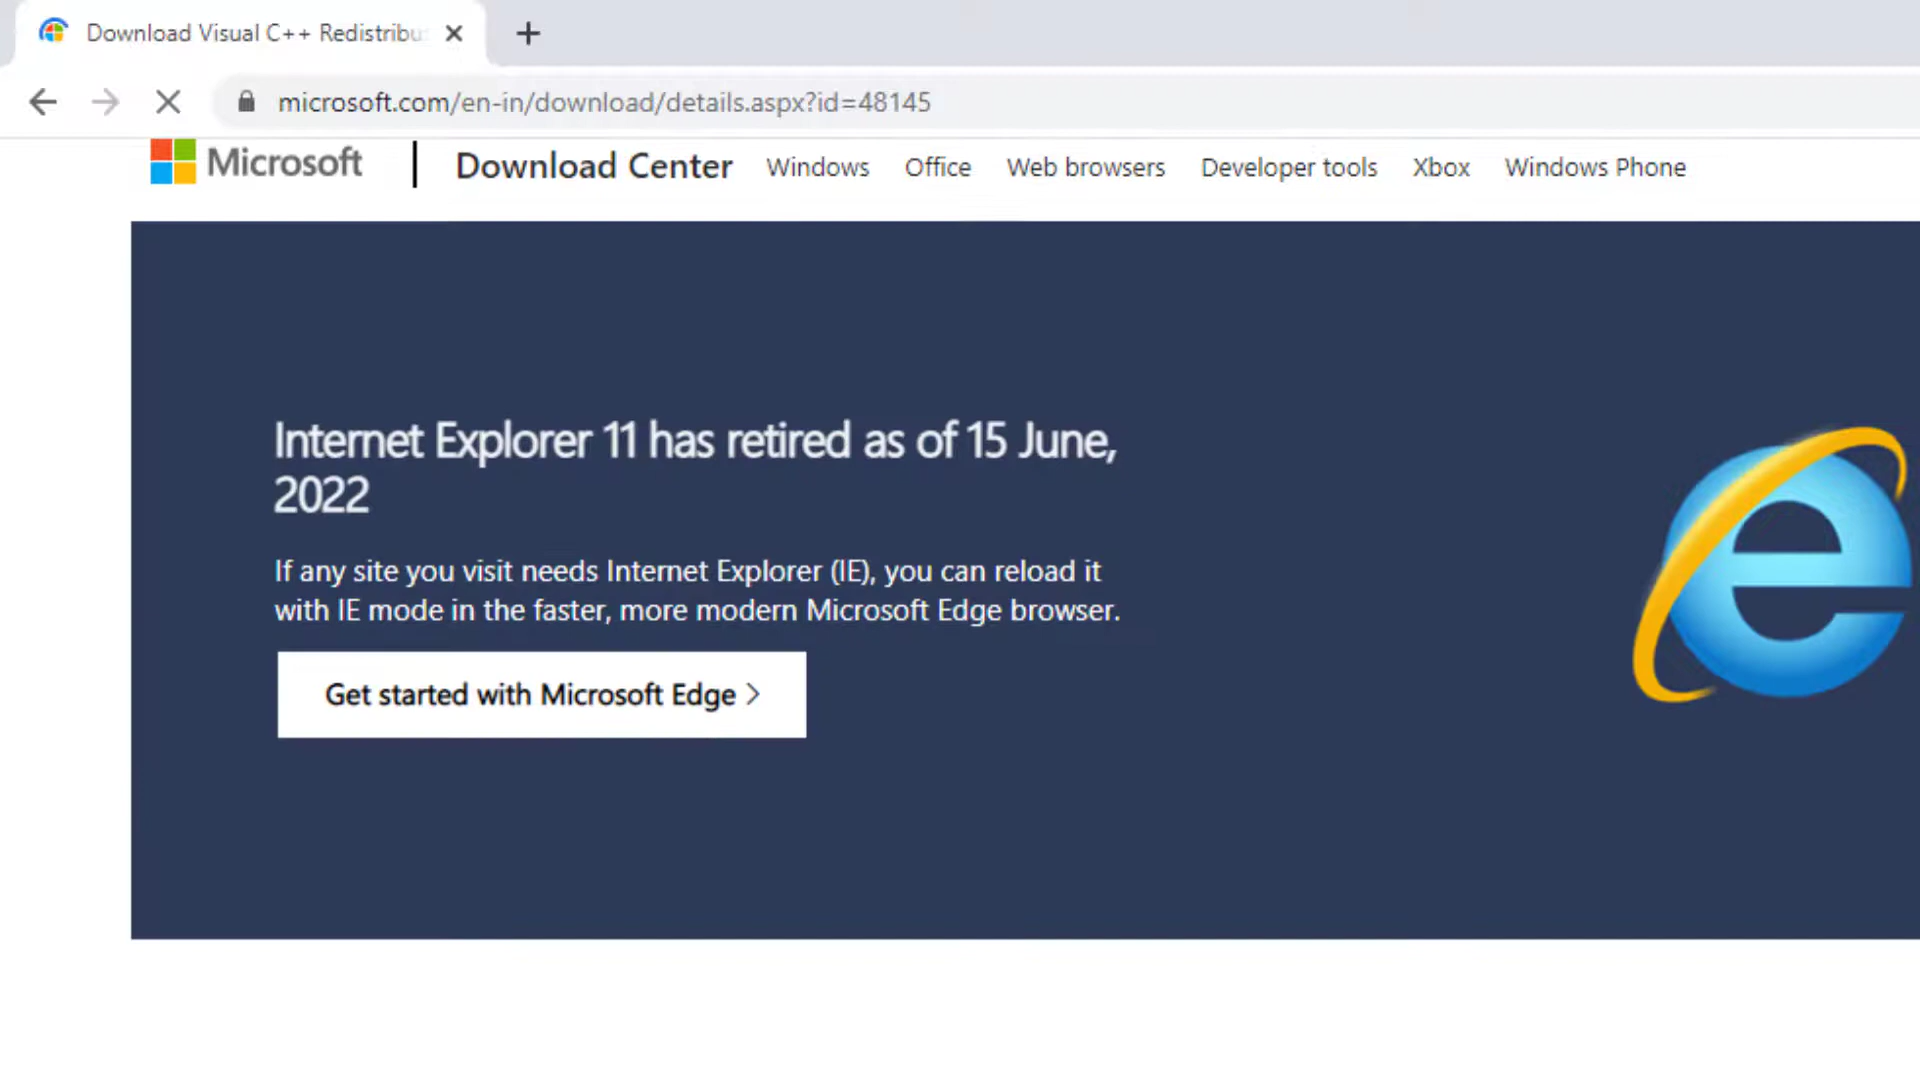 Download Visual C++ Redistribu
microsoft.com/en-in/download/details.aspx?id=48145
Microsoft
Download Center
Windows
Office
Web browsers
Developer tools
Xbox
Windows Phone
Internet Explorer 11 has retired as of 15 June,
2022
If any site you visit needs Internet Explorer (IE), you can reload it
with IE mode in the faster, more modern Microsoft Edge browser.
Get started with Microsoft Edge >